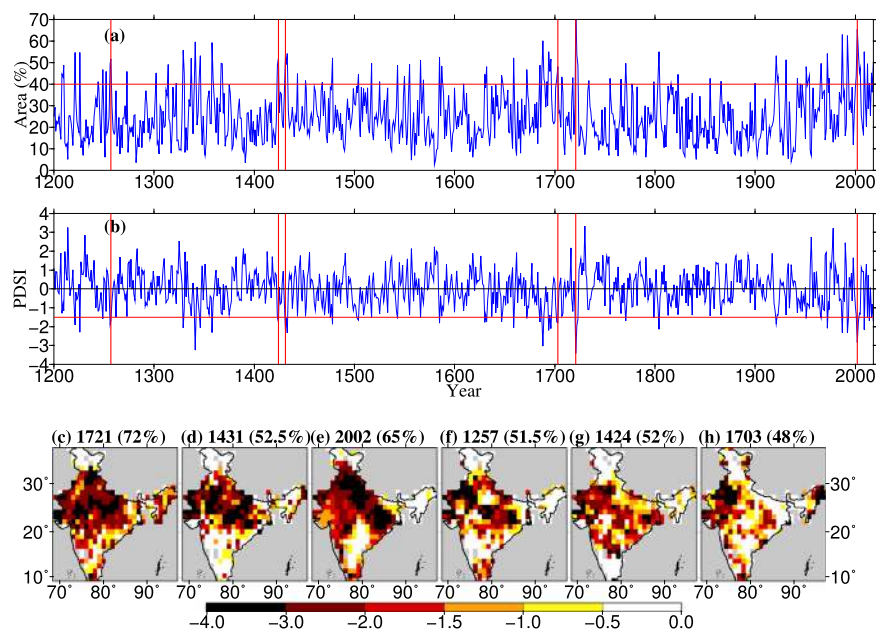 70
60
50
40
30
20
10
0
Area (%)
(a)
1200 1300 1400 1500 1600 1700 1800 1900 2000
4
3
2
1
0
−1
−2
−3
−4
PDSI
(b)
1200 1300 1400 1500 1600 1700 1800 1900 2000
Year
(c) 1721 (72%) (d) 1431 (52.5%) (e) 2002 (65%) (f) 1257 (51.5%) (g) 1424 (52%) (h) 1703 (48%)
30˚ 30˚
20˚ 20˚
10˚ 10˚
70˚ 80˚ 90˚ 70˚ 80˚ 90˚ 70˚ 80˚ 90˚ 70˚ 80˚ 90˚ 70˚ 80˚ 90˚ 70˚ 80˚ 90˚
−4.0 −3.0 −2.0 −1.5 −1.0 −0.5 0.0